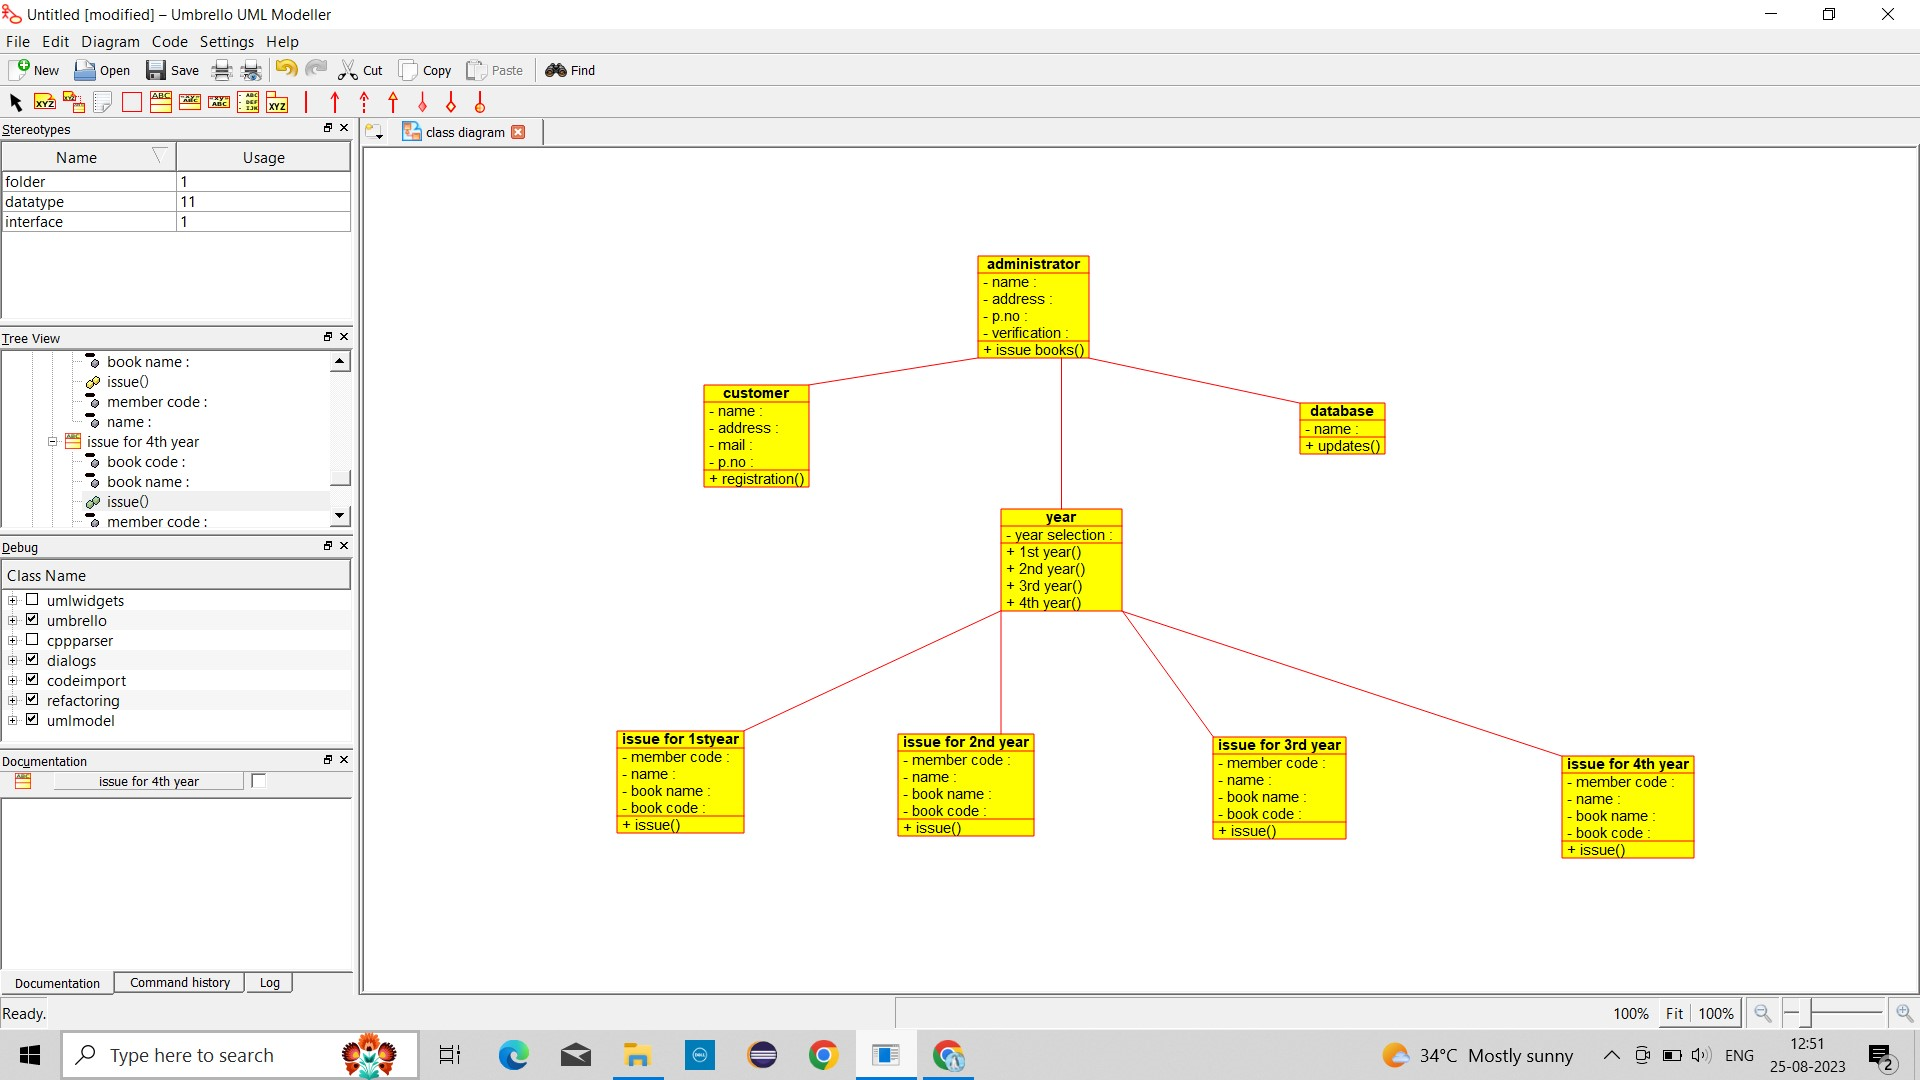 Untitled [modified] – Umbrello UML Modeller
File Edit Diagram Code Settings Help
New Open Save Cut Copy Paste Find
Stereotypes
Name Usage
folder 1
datatype 11
interface 1
Tree View
book name :
issue()
member code :
name :
issue for 4th year
book code :
book name :
issue()
member code :
Debug
Class Name
umlwidgets
umbrello
cppparser
dialogs
codeimport
refactoring
umlmodel
Documentation
issue for 4th year
Documentation Command history Log
Ready.
class diagram
administrator
- name :
- address :
- p.no :
- verification :
+ issue books()
customer
- name :
- address :
- mail :
- p.no :
+ registration()
database
- name :
+ updates()
year
- year selection :
+ 1st year()
+ 2nd year()
+ 3rd year()
+ 4th year()
issue for 1styear
- member code :
- name :
- book name :
- book code :
+ issue()
issue for 2nd year
- member code :
- name :
- book name :
- book code :
+ issue()
issue for 3rd year
- member code :
- name :
- book name :
- book code :
+ issue()
issue for 4th year
- member code :
- name :
- book name :
- book code :
+ issue()
100% Fit 100%
Type here to search
34°C Mostly sunny
ENG
12:51
25-08-2023
2